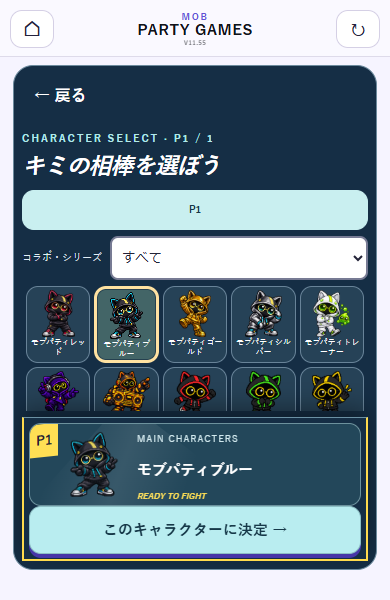 MOB
PARTY GAMES
V11.55
← 戻る
CHARACTER SELECT · P1 / 1
キミの相棒を選ぼう
P1
コラボ・シリーズ
すべて
モブパティレッ
ド
モブパティブ
ルー
モブパティゴー
ルド
モブパティシル
バー
モブパティトレ
ーナー
P1
MAIN CHARACTERS
モブパティブルー
READY TO FIGHT
このキャラクターに決定 →